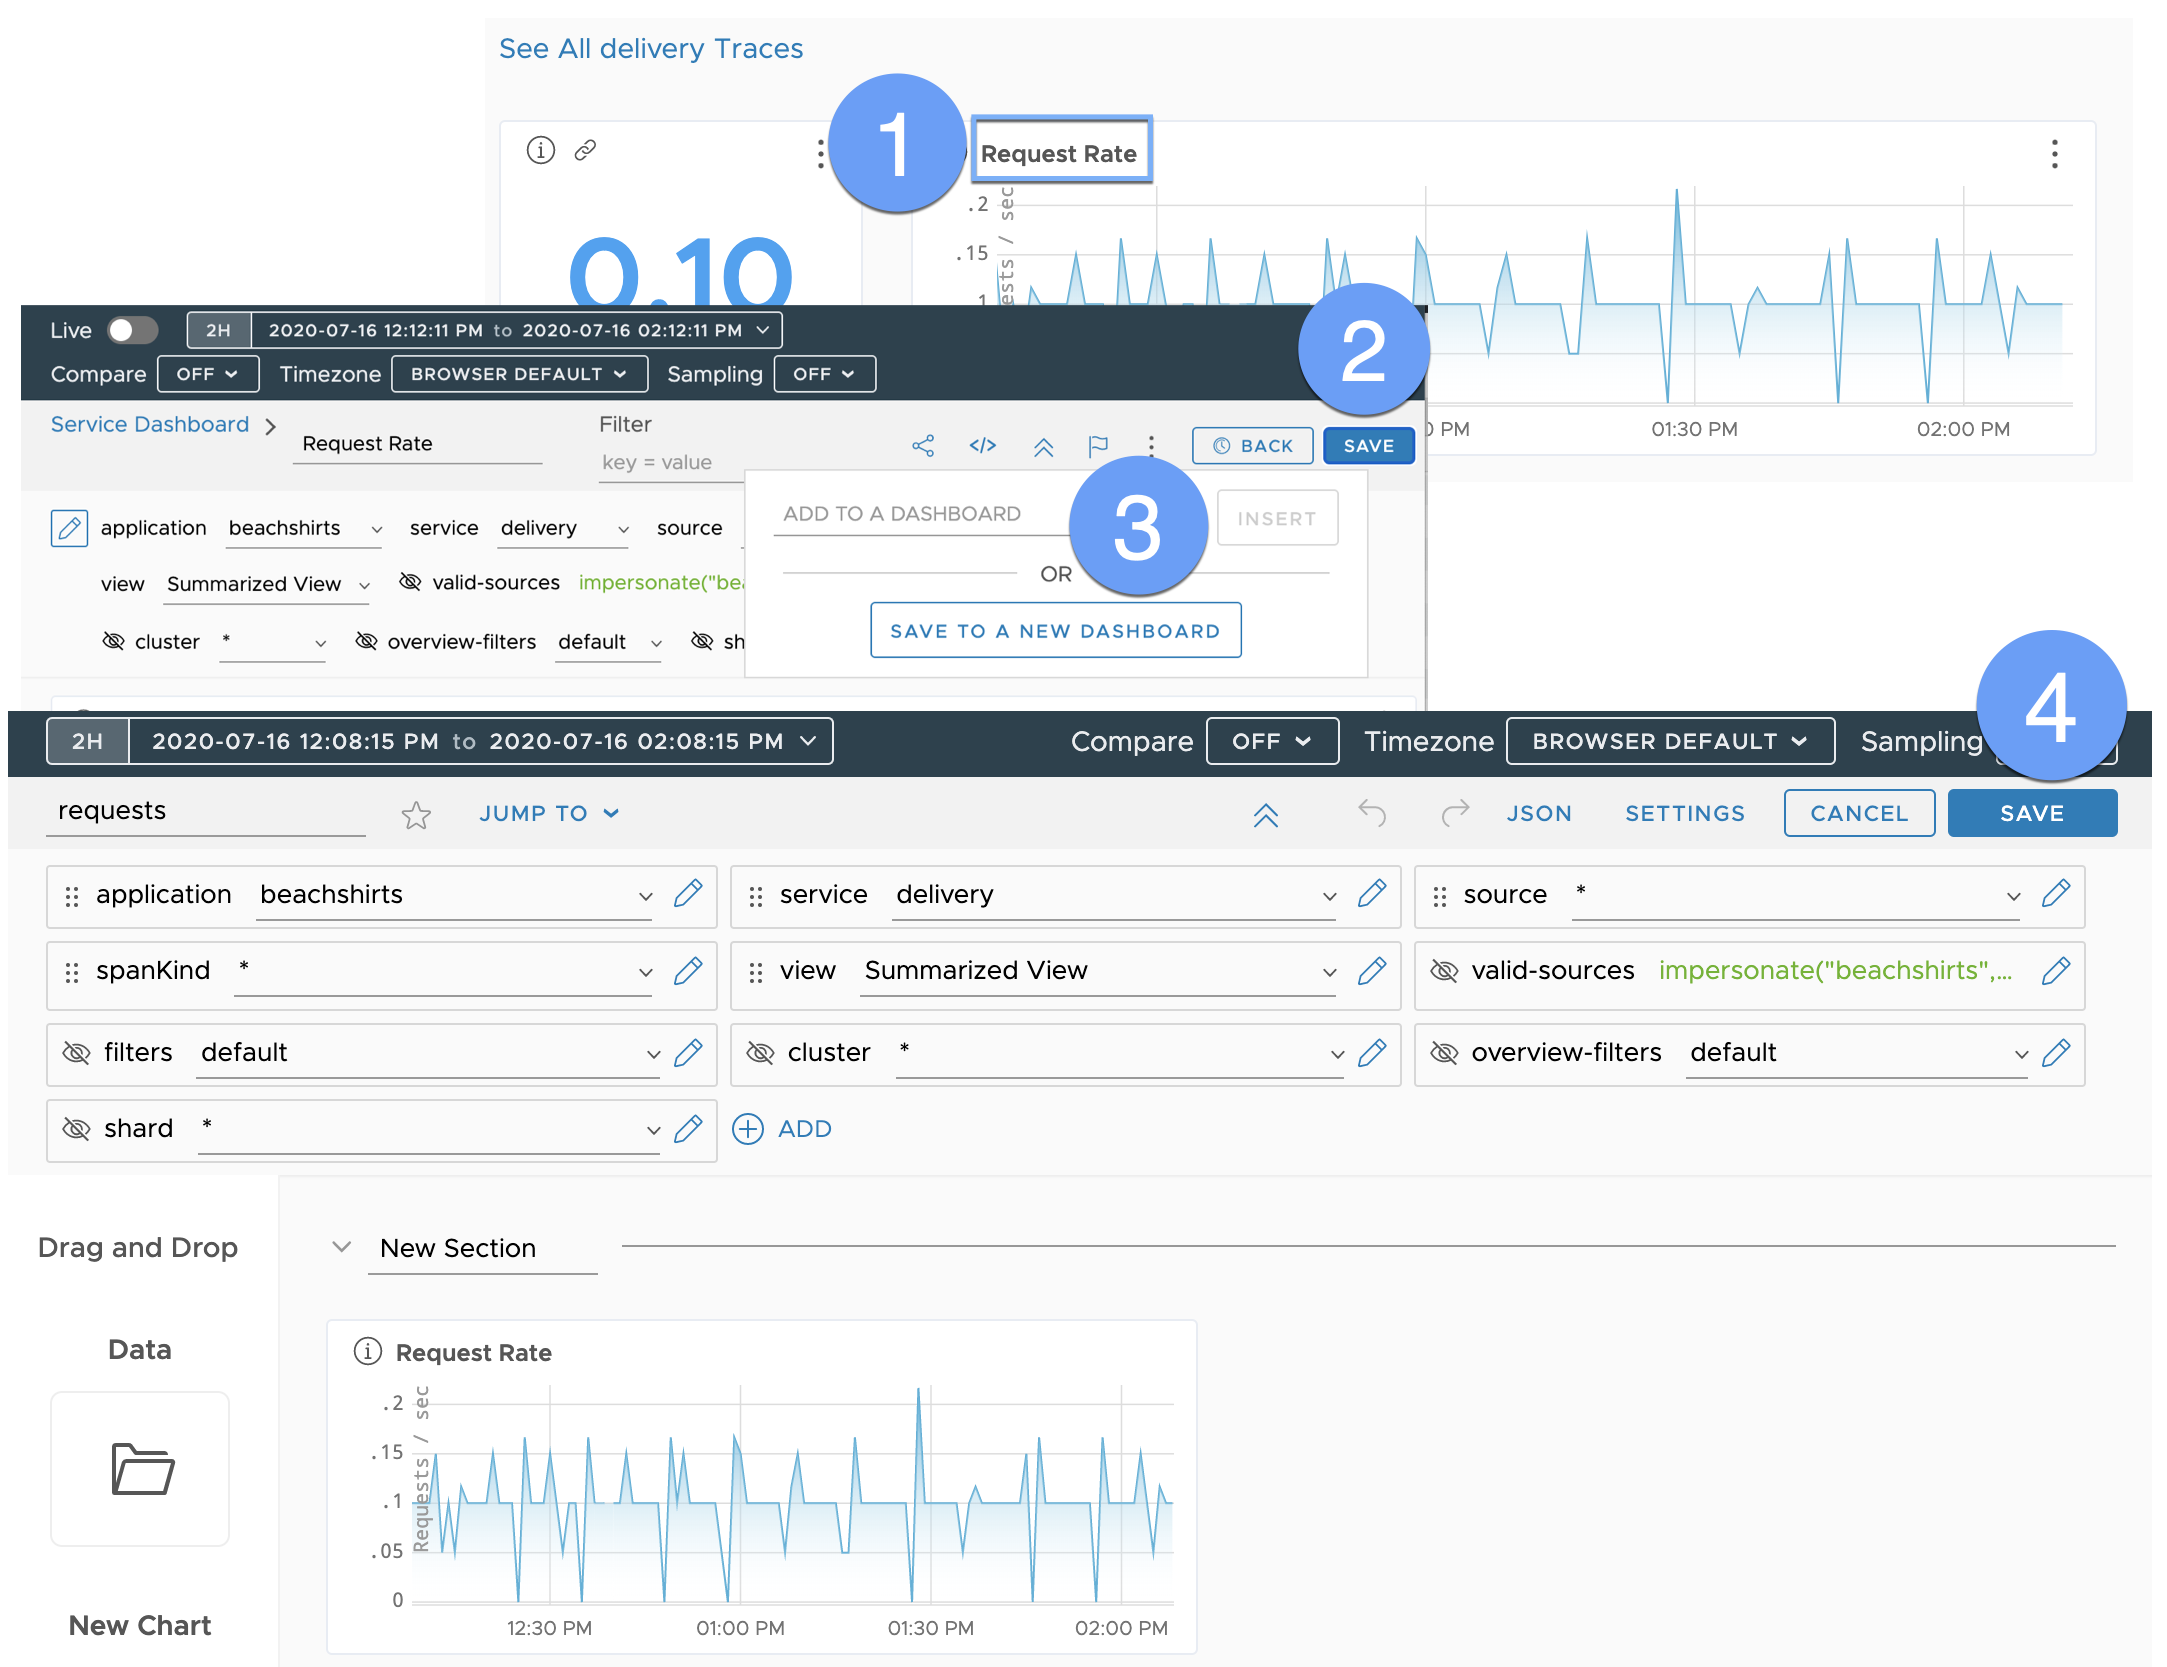 See All delivery Traces
1
Request Rate
0.10
.2
.15
.1
ests / sec
0 PM
01:30 PM
02:00 PM
Live
2H 2020-07-16 12:12:11 PM to 2020-07-16 02:12:11 PM
Compare OFF Timezone BROWSER DEFAULT Sampling OFF
2
Service Dashboard > Request Rate
Filter
key = value
</> BACK SAVE
application beachshirts service delivery source
view Summarized View valid-sources impersonate("bea
cluster * overview-filters default sh
ADD TO A DASHBOARD
3
INSERT
OR
SAVE TO A NEW DASHBOARD
4
2H 2020-07-16 12:08:15 PM to 2020-07-16 02:08:15 PM Compare OFF Timezone BROWSER DEFAULT Sampling
requests JUMP TO JSON SETTINGS CANCEL SAVE
application beachshirts service delivery source *
spanKind * view Summarized View valid-sources impersonate("beachshirts",...
filters default cluster * overview-filters default
shard * ADD
Drag and Drop
Data
New Chart
New Section
Request Rate
Requests / sec
.2
.15
.1
.05
0
12:30 PM 01:00 PM 01:30 PM 02:00 PM